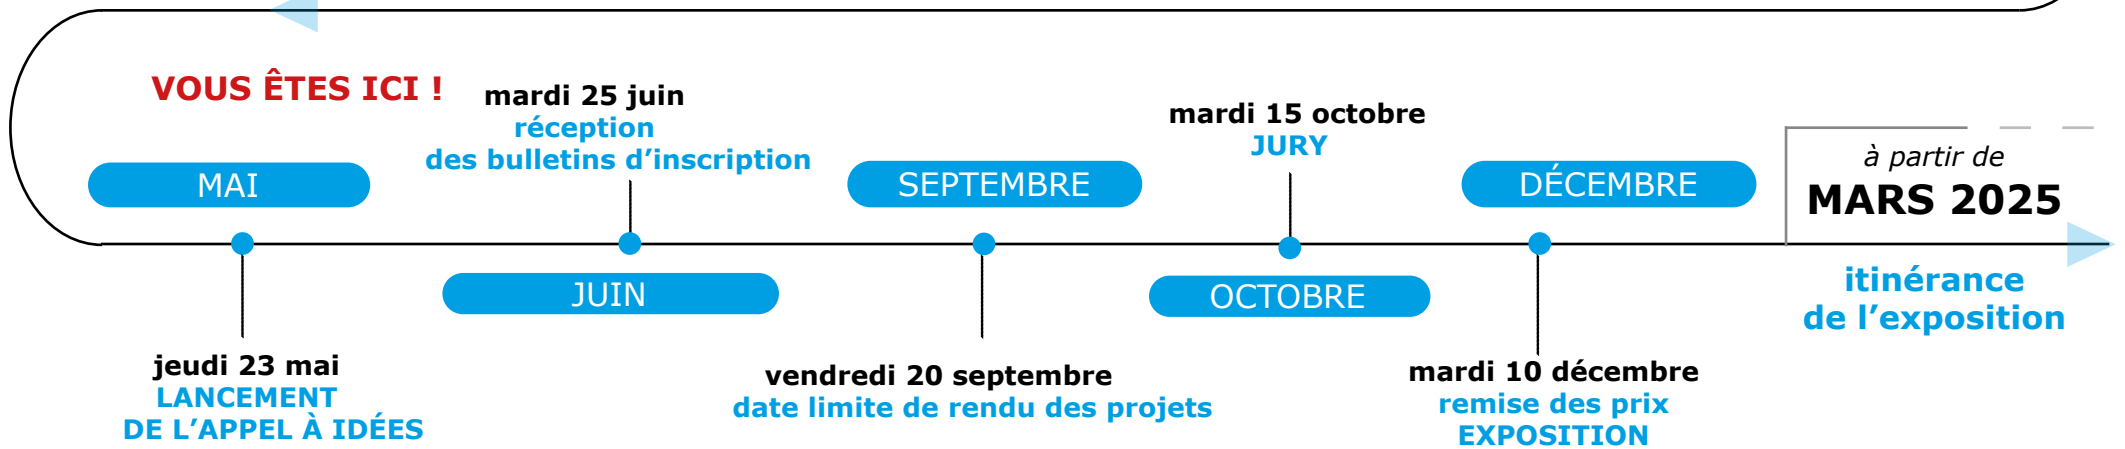 VOUS ÊTES ICI !
MAI
jeudi 23 mai
LANCEMENT
DE L’APPEL À IDÉES
mardi 25 juin
réception
des bulletins d’inscription
JUIN
SEPTEMBRE
vendredi 20 septembre
date limite de rendu des projets
mardi 15 octobre
JURY
OCTOBRE
DÉCEMBRE
mardi 10 décembre
remise des prix
EXPOSITION
à partir de
MARS 2025
itinérance
de l’exposition